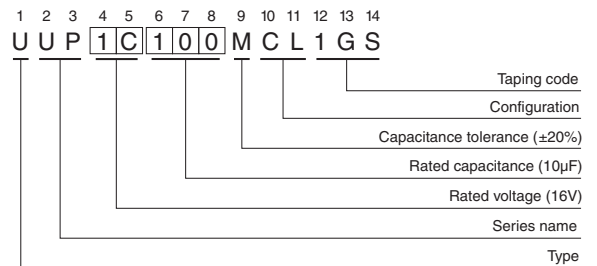 1 2 3 4 5 6 7 8 9 10 11 12 13 14
U U P 1 C 1 0 0 M C L 1 G S
Taping code
Configuration
Capacitance tolerance (±20%)
Rated capacitance (10µF)
Rated voltage (16V)
Series name
Type